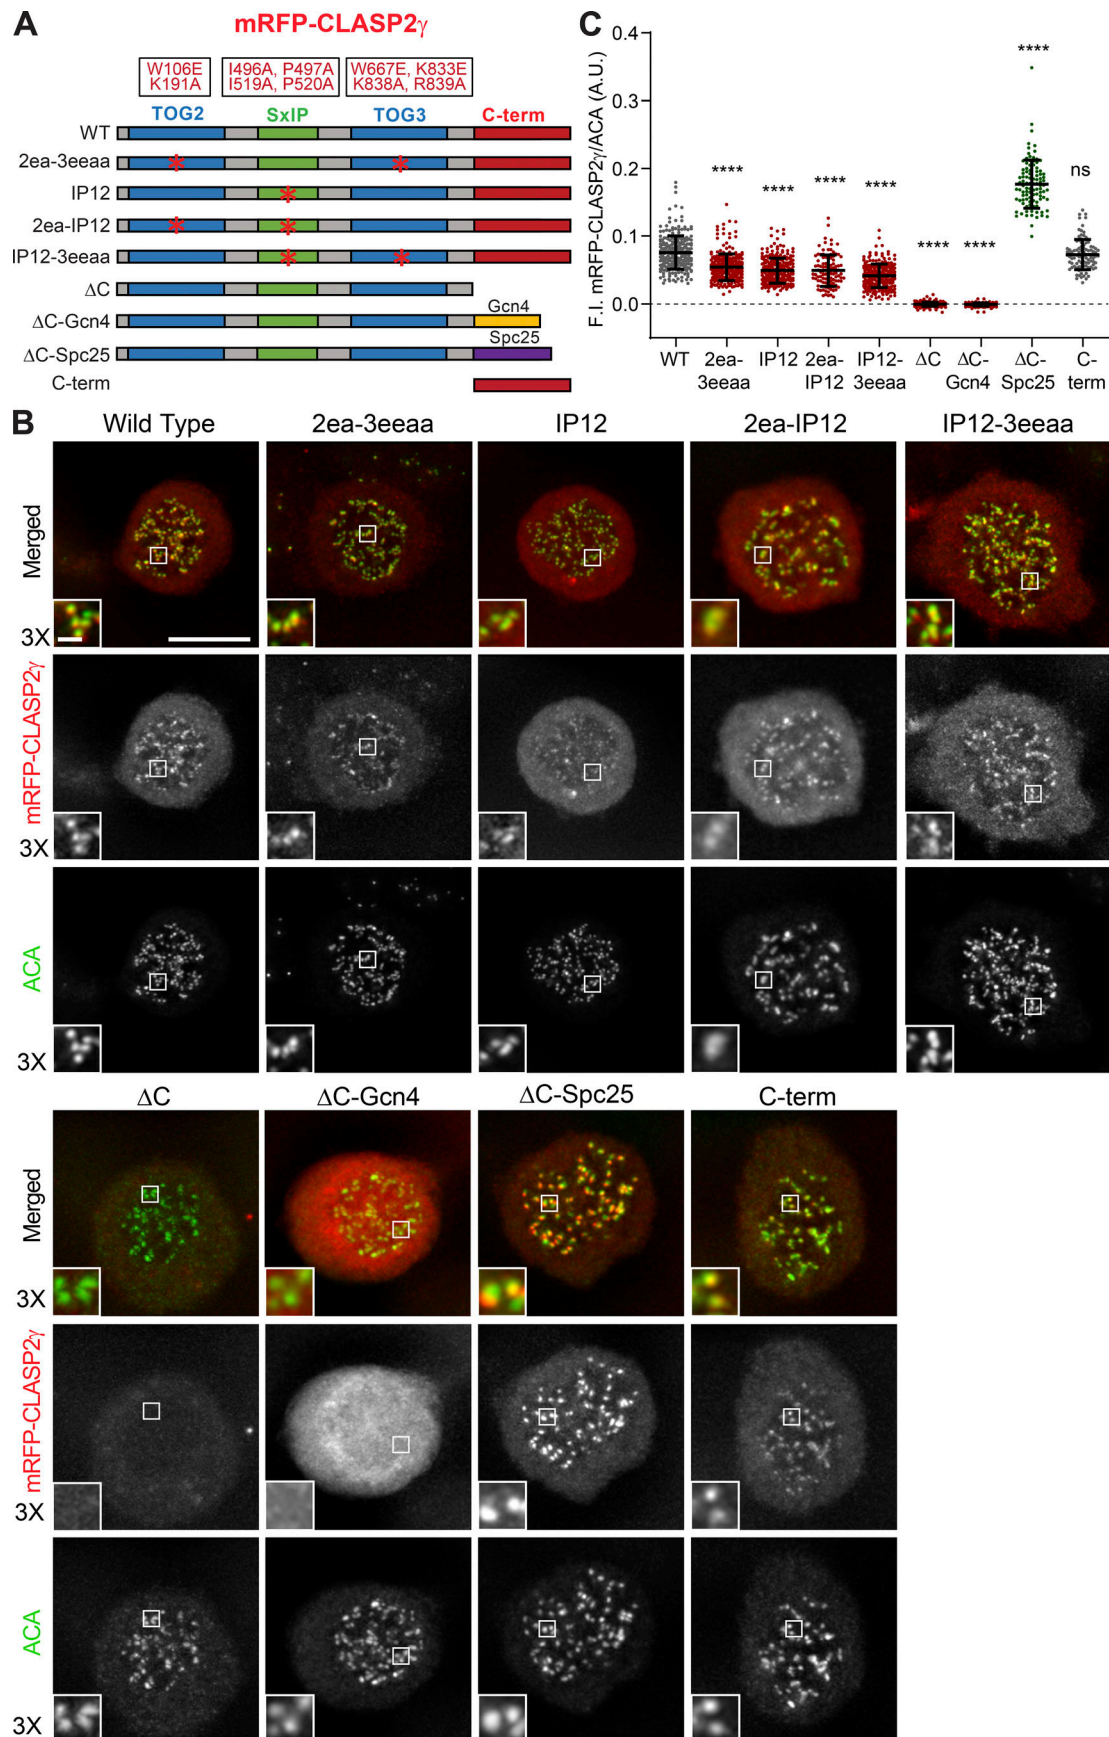 A
mRFP-CLASP2γ
W106E
K191A
I496A, P497A
I519A, P520A
W667E, K833E
K838A, R839A
TOG2
SxIP
TOG3
C-term
WT
2ea-3eeaa
IP12
2ea-IP12
IP12-3eeaa
ΔC
Gcn4
ΔC-Gcn4
Spc25
ΔC-Spc25
C-term
C
F.I. mRFP-CLASP2γ/ACA (A.U.)
0.4
0.3
0.2
0.1
0.0
****
****
****
****
****
****
****
ns
WT
2ea-
3eeaa
IP12
2ea-
IP12
IP12-
3eeaa
ΔC
ΔC-
Gcn4
ΔC-
Spc25
C-
term
B
Wild Type
2ea-3eeaa
IP12
2ea-IP12
IP12-3eeaa
Merged
3X
mRFP-CLASP2γ
3X
ACA
3X
ΔC
ΔC-Gcn4
ΔC-Spc25
C-term
Merged
3X
mRFP-CLASP2γ
3X
ACA
3X